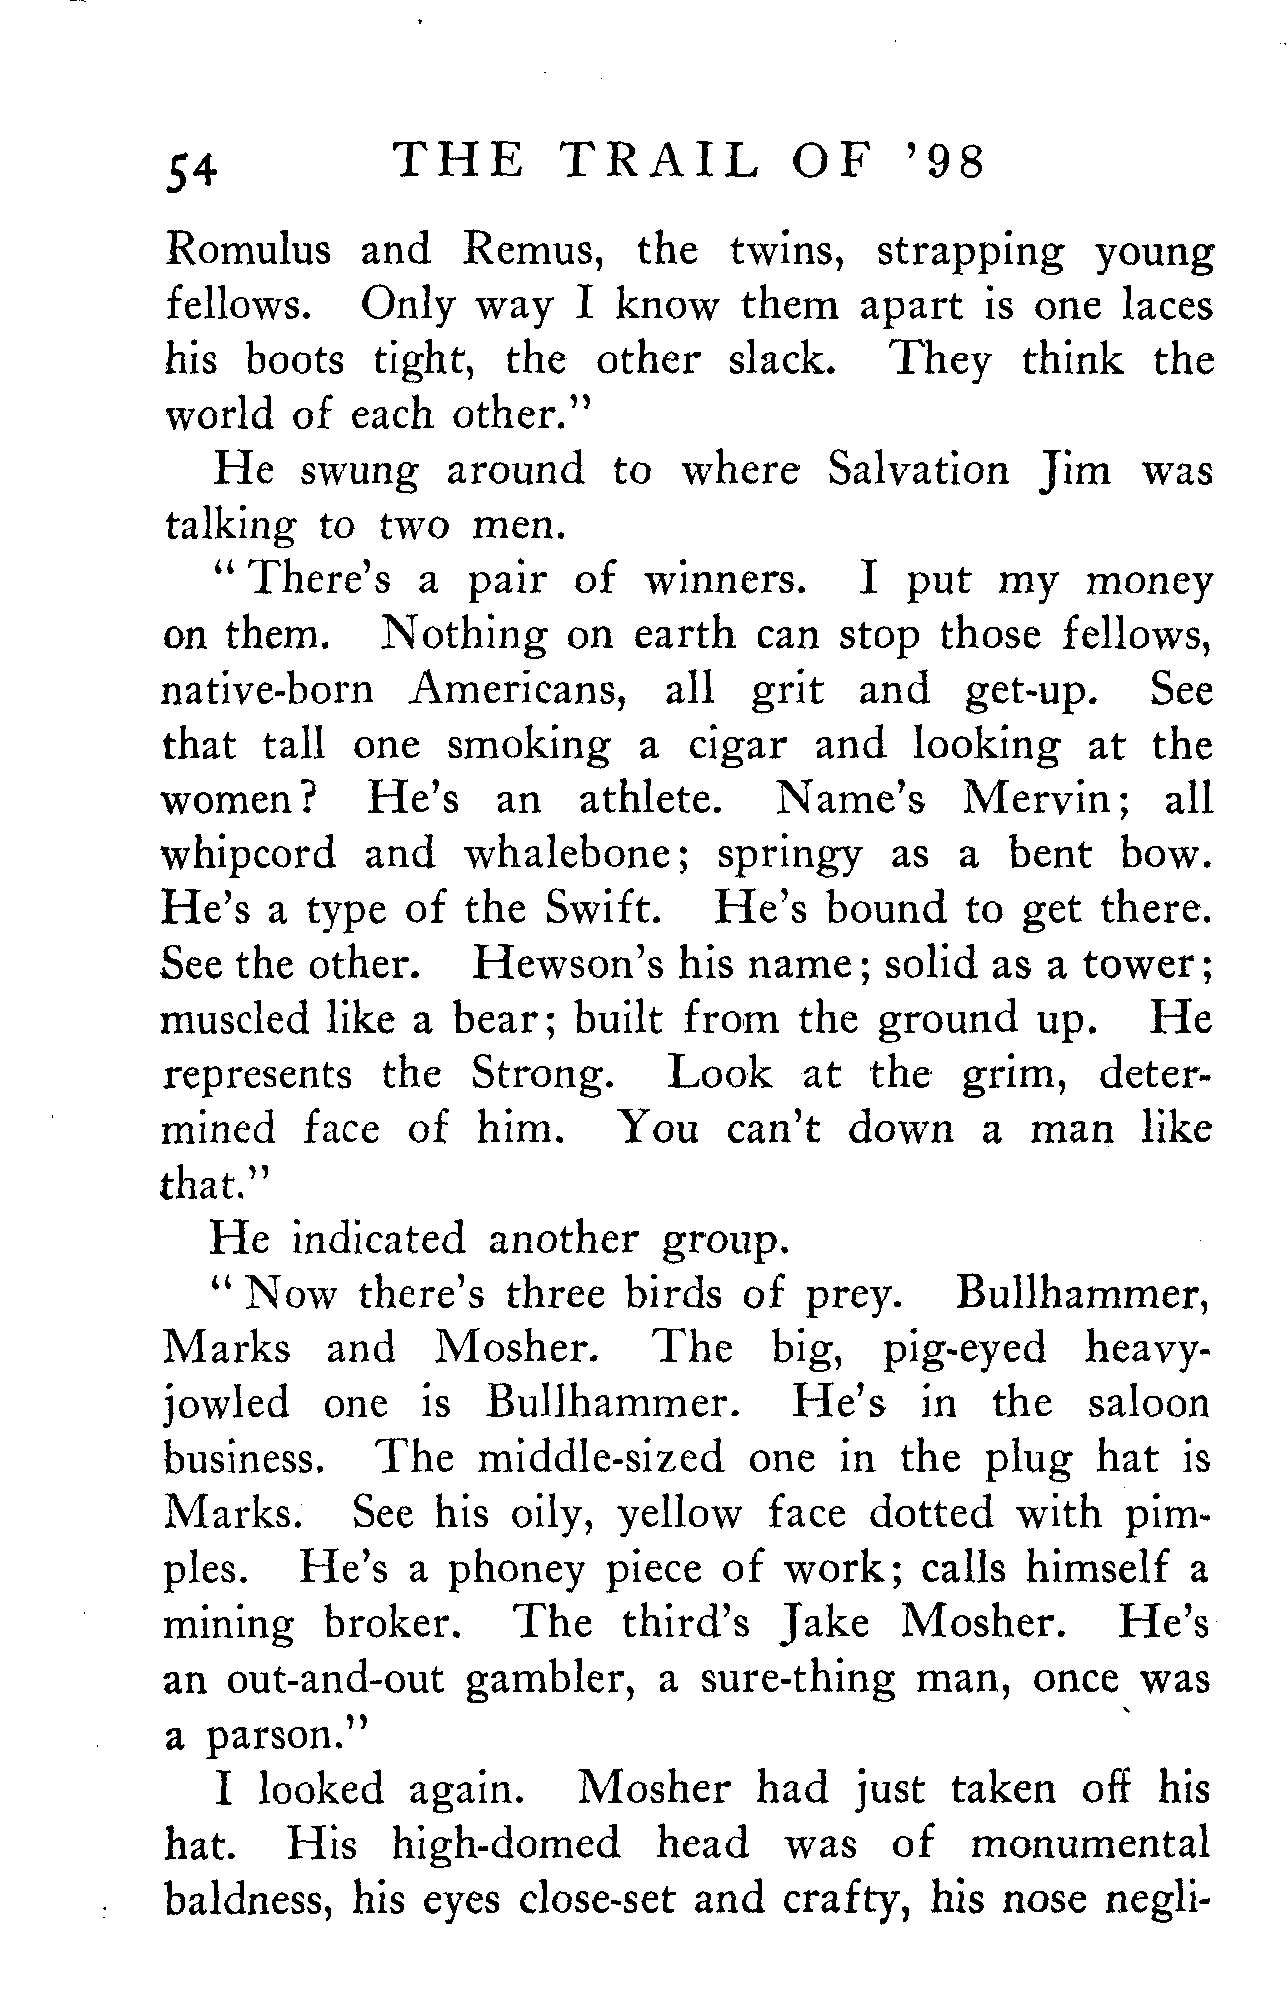 54 THE TRAIL OF '98
Romulus and Remus, the twins, strapping young
fellows. Only way I know them apart is one laces
his boots tight, the other slack. They think the
world of each other."
He swung around to where Salvation Jim was
talking to two men.
"There's a pair of winners. I put my money
on them. Nothing on earth can stop those fellows,
native-born Americans, all grit and get-up. See
that tall one smoking a cigar and looking at the
women? He's an athlete. Name's Mervin; all
whipcord and whalebone; springy as a bent bow.
He's a type of the Swift. He's bound to get there.
See the other. Hewson's his name; solid as a tower;
muscled like a bear; built from the ground up. He
represents the Strong. Look at the grim, deter-
mined face of him. You can't down a man like
that."
He indicated another group.
"Now there's three birds of prey. Bullhammer,
Marks and Mosher. The big, pig-eyed heavy-
jowled one is Bullhammer. He's in the saloon
business. The middle-sized one in the plug hat is
Marks. See his oily, yellow face dotted with pim-
ples. He's a phoney piece of work; calls himself a
mining broker. The third's Jake Mosher. He's
an out-and-out gambler, a sure-thing man, once was
a parson."
I looked again. Mosher had just taken off his
hat. His high-domed head was of monumental
baldness, his eyes close-set and crafty, his nose negli-